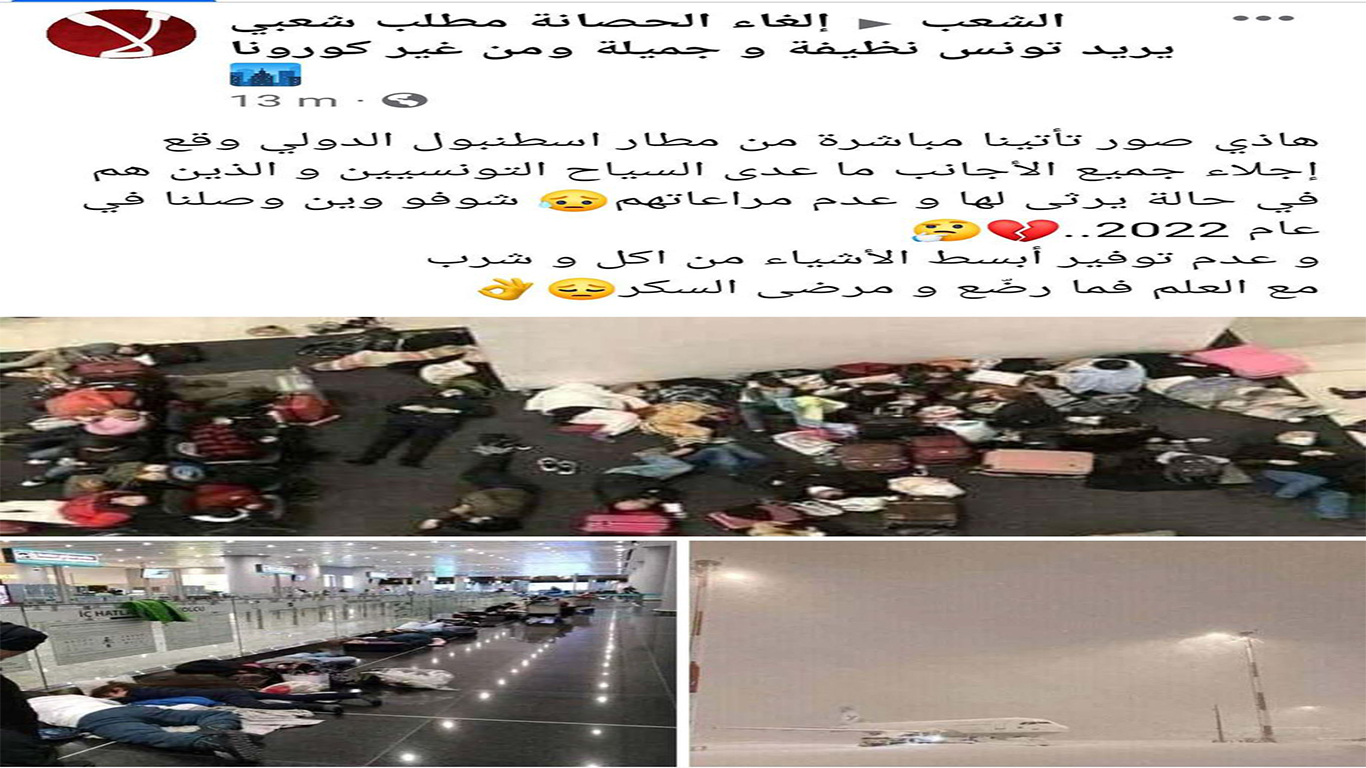 الشعب ► إلغاء الحصانة مطلب شعبي
يريد تونس نظيفة و جميلة ومن غير كورونا
13 m ·
هاذي صور تأتينا مباشرة من مطار اسطنبول الدولي وقع
إجلاء جميع الأجانب ما عدى السياح التونسيين و الذين هم
في حالة يرثى لها و عدم مراعاتهم😥 شوفو وين وصلنا في
عام 2022..💔🤧
و عدم توفير أبسط الأشياء من اكل و شرب
مع العلم فما رضّع و مرضى السكر😔👌
İÇ HATL
OLCU